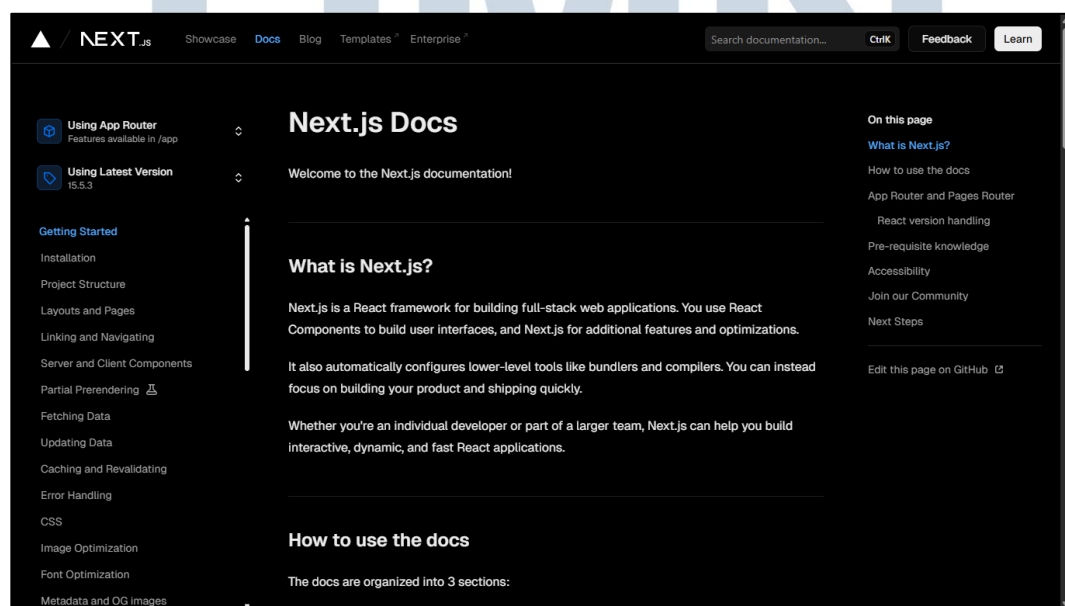 NEXT.JS
Showcase Docs Blog Templates Enterprise
Search documentation... CtrlK Feedback Learn
Using App Router
Features available in /app
Using Latest Version
15.5.3
Getting Started
Installation
Project Structure
Layouts and Pages
Linking and Navigating
Server and Client Components
Partial Prerendering
Fetching Data
Updating Data
Caching and Revalidating
Error Handling
CSS
Image Optimization
Font Optimization
Metadata and OG images
Next.js Docs
Welcome to the Next.js documentation!
What is Next.js?
Next.js is a React framework for building full-stack web applications. You use React
Components to build user interfaces, and Next.js for additional features and optimizations.
It also automatically configures lower-level tools like bundlers and compilers. You can instead
focus on building your product and shipping quickly.
Whether you're an individual developer or part of a larger team, Next.js can help you build
interactive, dynamic, and fast React applications.
How to use the docs
The docs are organized into 3 sections:
On this page
What is Next.js?
How to use the docs
App Router and Pages Router
React version handling
Pre-requisite knowledge
Accessibility
Join our Community
Next Steps
Edit this page on GitHub